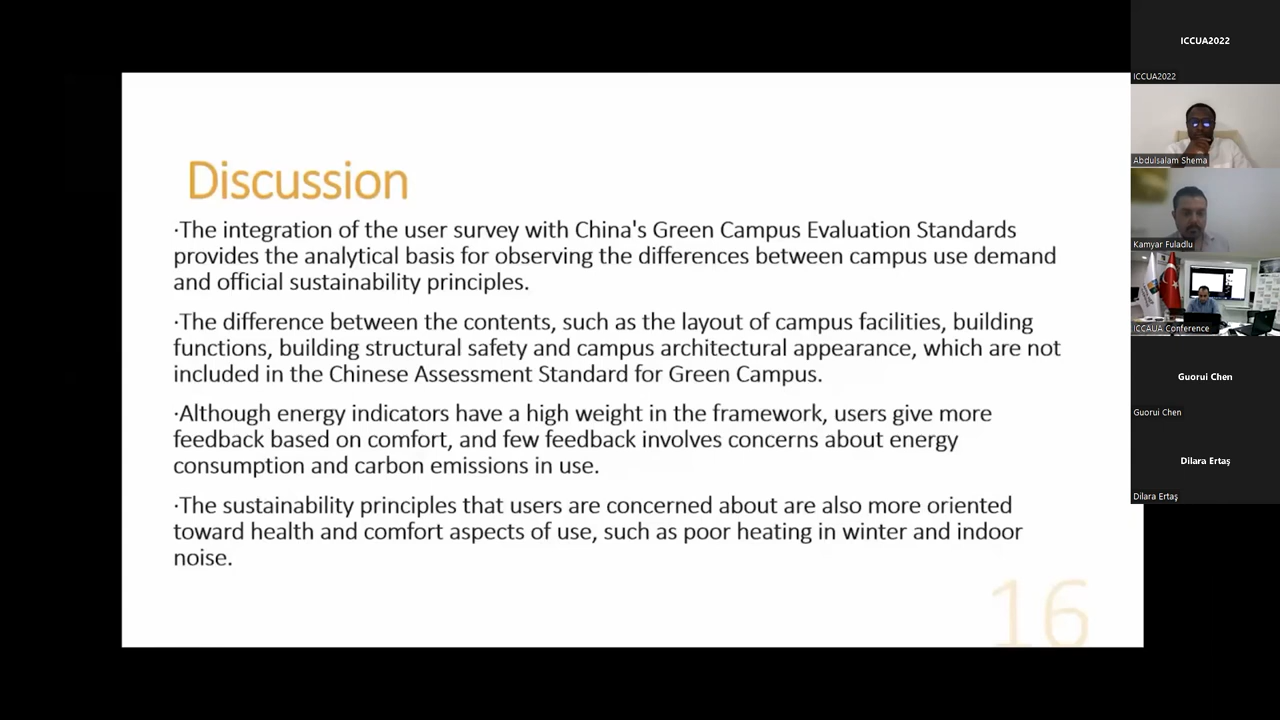 Discussion
·The integration of the user survey with China's Green Campus Evaluation Standards
provides the analytical basis for observing the differences between campus use demand
and official sustainability principles.
·The difference between the contents, such as the layout of campus facilities, building
functions, building structural safety and campus architectural appearance, which are not
included in the Chinese Assessment Standard for Green Campus.
·Although energy indicators have a high weight in the framework, users give more
feedback based on comfort, and few feedback involves concerns about energy
consumption and carbon emissions in use.
·The sustainability principles that users are concerned about are also more oriented
toward health and comfort aspects of use, such as poor heating in winter and indoor
noise.
16
ICCUA2022
ICCUA2022
Abdulsalam Shema
Kamyar Fuladlu
ICCAUA Conference
Guorui Chen
Guorui Chen
Dilara Ertaş
Dilara Ertaş